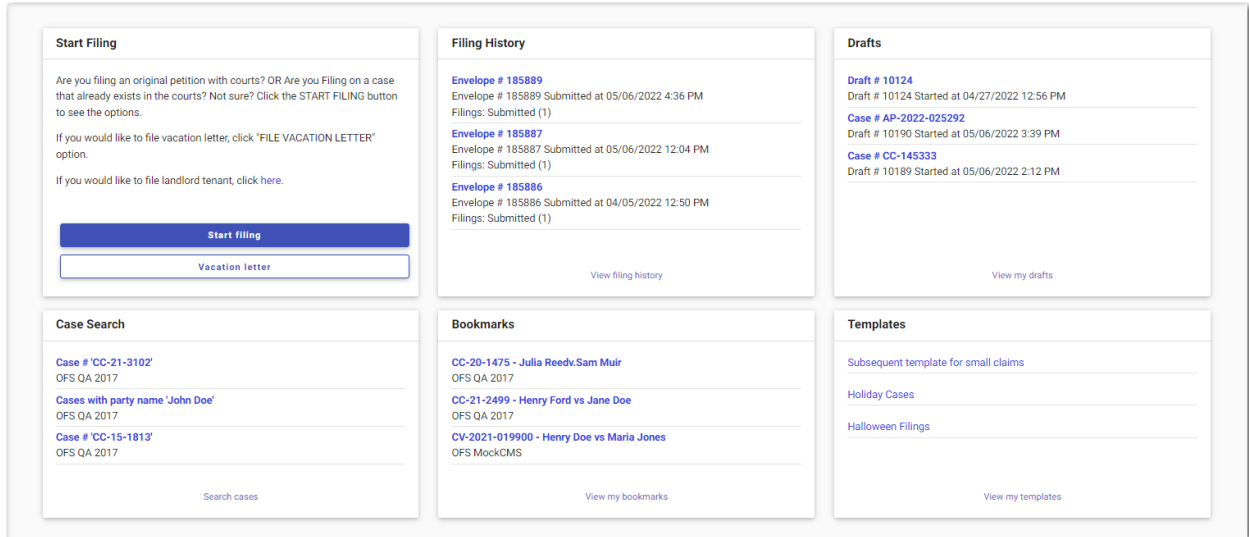 Start Filing
Are you filing an original petition with courts? OR Are you Filing on a case
that already exists in the courts? Not sure? Click the START FILING button
to see the options.
If you would like to file vacation letter, click "FILE VACATION LETTER"
option.
If you would like to file landlord tenant, click here.
Start filing
Vacation letter
Filing History
Envelope # 185889
Envelope # 185889 Submitted at 05/06/2022 4:36 PM
Filings: Submitted (1)
Envelope # 185887
Envelope # 185887 Submitted at 05/06/2022 12:04 PM
Filings: Submitted (1)
Envelope # 185886
Envelope # 185886 Submitted at 04/05/2022 12:50 PM
Filings: Submitted (1)
View filing history
Drafts
Draft # 10124
Draft # 10124 Started at 04/27/2022 12:56 PM
Case # AP-2022-025292
Draft # 10190 Started at 05/06/2022 3:39 PM
Case # CC-145333
Draft # 10189 Started at 05/06/2022 2:12 PM
View my drafts
Case Search
Case # 'CC-21-3102'
OFS QA 2017
Cases with party name 'John Doe'
OFS QA 2017
Case # 'CC-15-1813'
OFS QA 2017
Search cases
Bookmarks
CC-20-1475 - Julia Reedv.Sam Muir
OFS QA 2017
CC-21-2499 - Henry Ford vs Jane Doe
OFS QA 2017
CV-2021-019900 - Henry Doe vs Maria Jones
OFS MockCMS
View my bookmarks
Templates
Subsequent template for small claims
Holiday Cases
Halloween Filings
View my templates